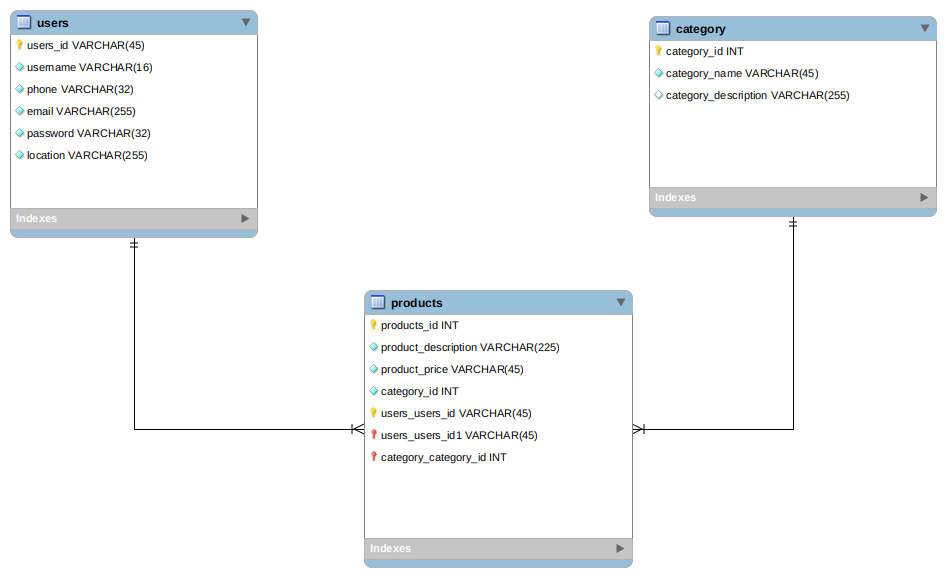 users
users_id VARCHAR(45)
username VARCHAR(16)
phone VARCHAR(32)
email VARCHAR(255)
password VARCHAR(32)
location VARCHAR(255)
Indexes
category
category_id INT
category_name VARCHAR(45)
category_description VARCHAR(255)
Indexes
products
products_id INT
product_description VARCHAR(225)
product_price VARCHAR(45)
category_id INT
users_users_id VARCHAR(45)
users_users_id1 VARCHAR(45)
category_category_id INT
Indexes